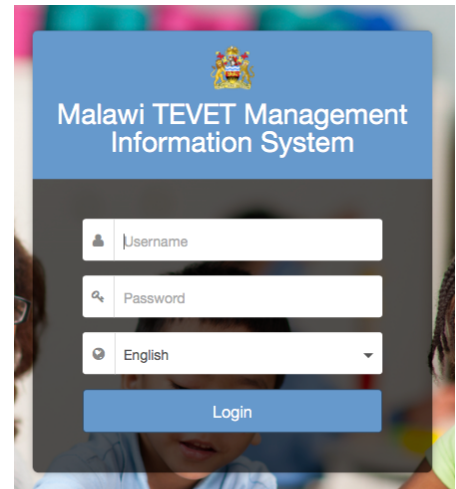 Malawi TEVET Management
Information System
Username
Password
English
Login